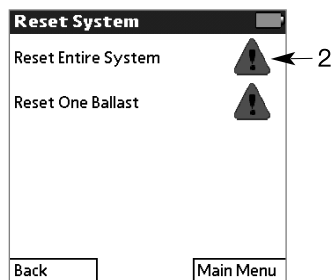 Reset System
Reset Entire System
2
Reset One Ballast
Back
Main Menu